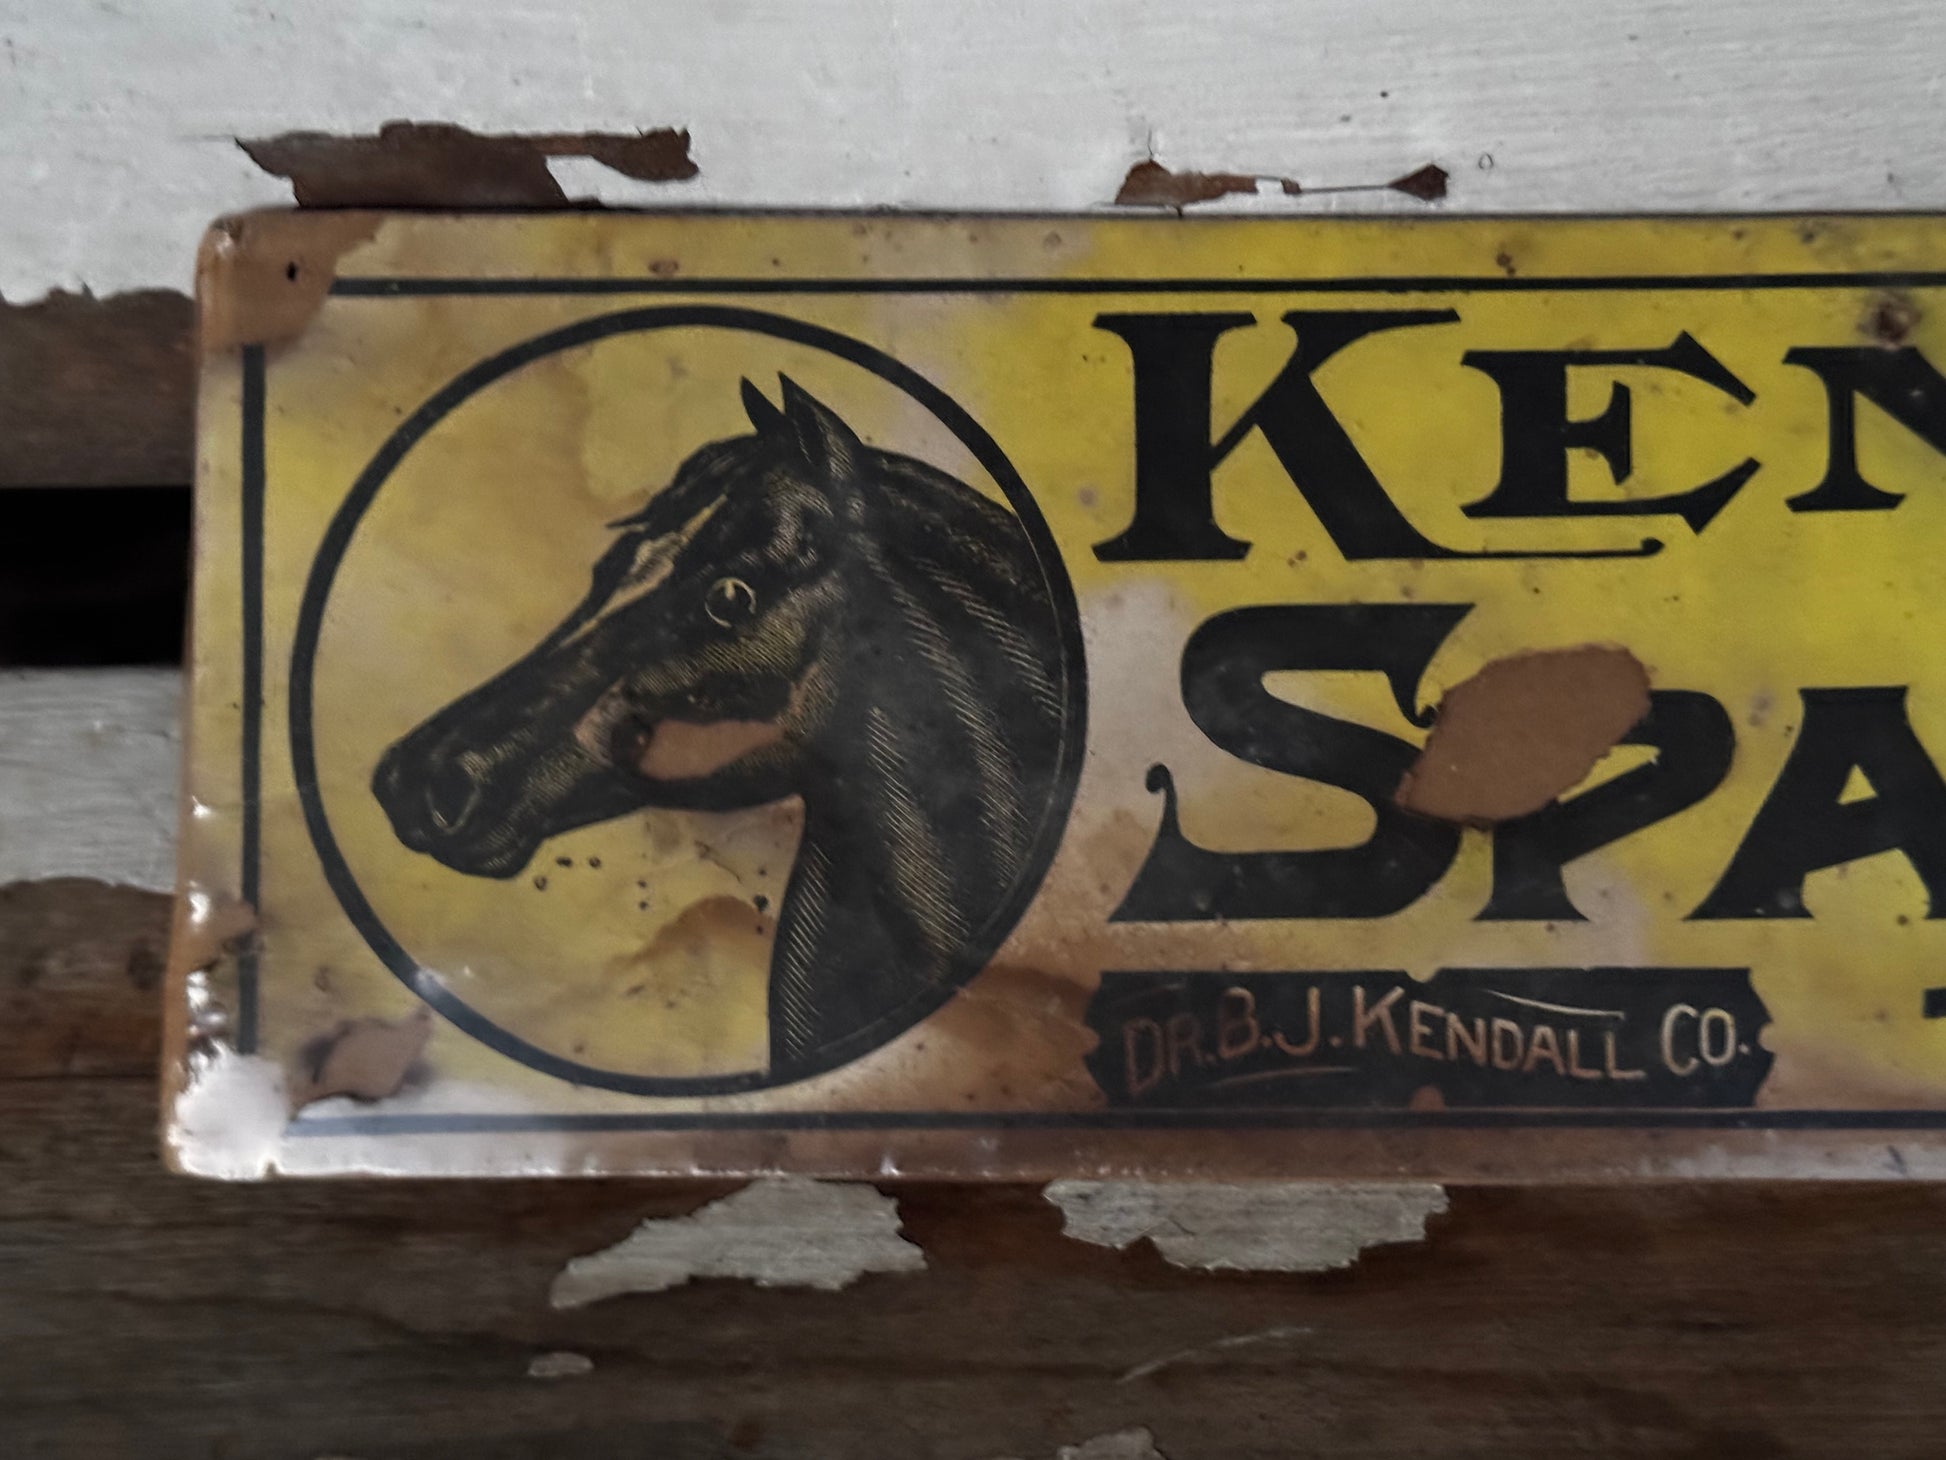 KEN
SPA
DR. B. J. KENDALL CO.